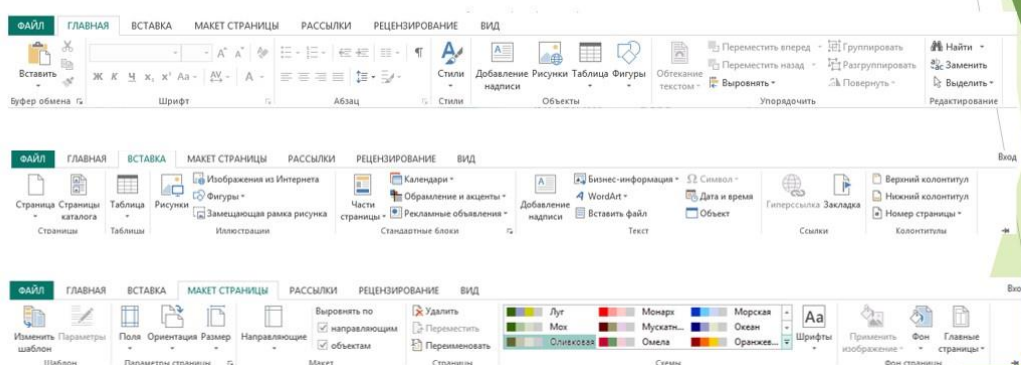 ФАЙЛ ГЛАВНАЯ ВСТАВКА МАКЕТ СТРАНИЦЫ РАССЫЛКИ РЕЦЕНЗИРОВАНИЕ ВИД
Переместить вперед Группировать Найти
Вставить Стили Добавление надписи Рисунки Таблица Фигуры Обтекание текстом Переместить назад Разгруппировать Заменить
Ж К Ч x, x' Aa AV A Выровнять Повернуть Выделить
Буфер обмена Шрифт Абзац Стили Объекты Упорядочить Редактирование
ФАЙЛ ГЛАВНАЯ ВСТАВКА МАКЕТ СТРАНИЦЫ РАССЫЛКИ РЕЦЕНЗИРОВАНИЕ ВИД Вход
Изображения из Интернета Календари Бизнес-информация Символ Верхний колонтитул
Страница Страницы каталога Таблица Рисунки Фигуры Части страницы Обрамление и акценты Добавление надписи WordArt Дата и время Гиперссылка Закладка Нижний колонтитул
Замещающая рамка рисунка Рекламные объявления Вставить файл Объект Номер страницы
Страницы Таблицы Иллюстрации Стандартные блоки Текст Ссылки Колонтитулы
ФАЙЛ ГЛАВНАЯ ВСТАВКА МАКЕТ СТРАНИЦЫ РАССЫЛКИ РЕЦЕНЗИРОВАНИЕ ВИД Вхо
Выровнять по Удалить Луг Монарх Морская Aa
Изменить шаблон Параметры Поля Ориентация Размер Направляющие направляющим Переместить Мох Мускатн... Океан Шрифты Применить изображение Фон Главные страницы
объектам Переименовать Оливковая Омела Оранжев...
Шаблон Параметры страницы Макет Страницы Схемы Фон страницы